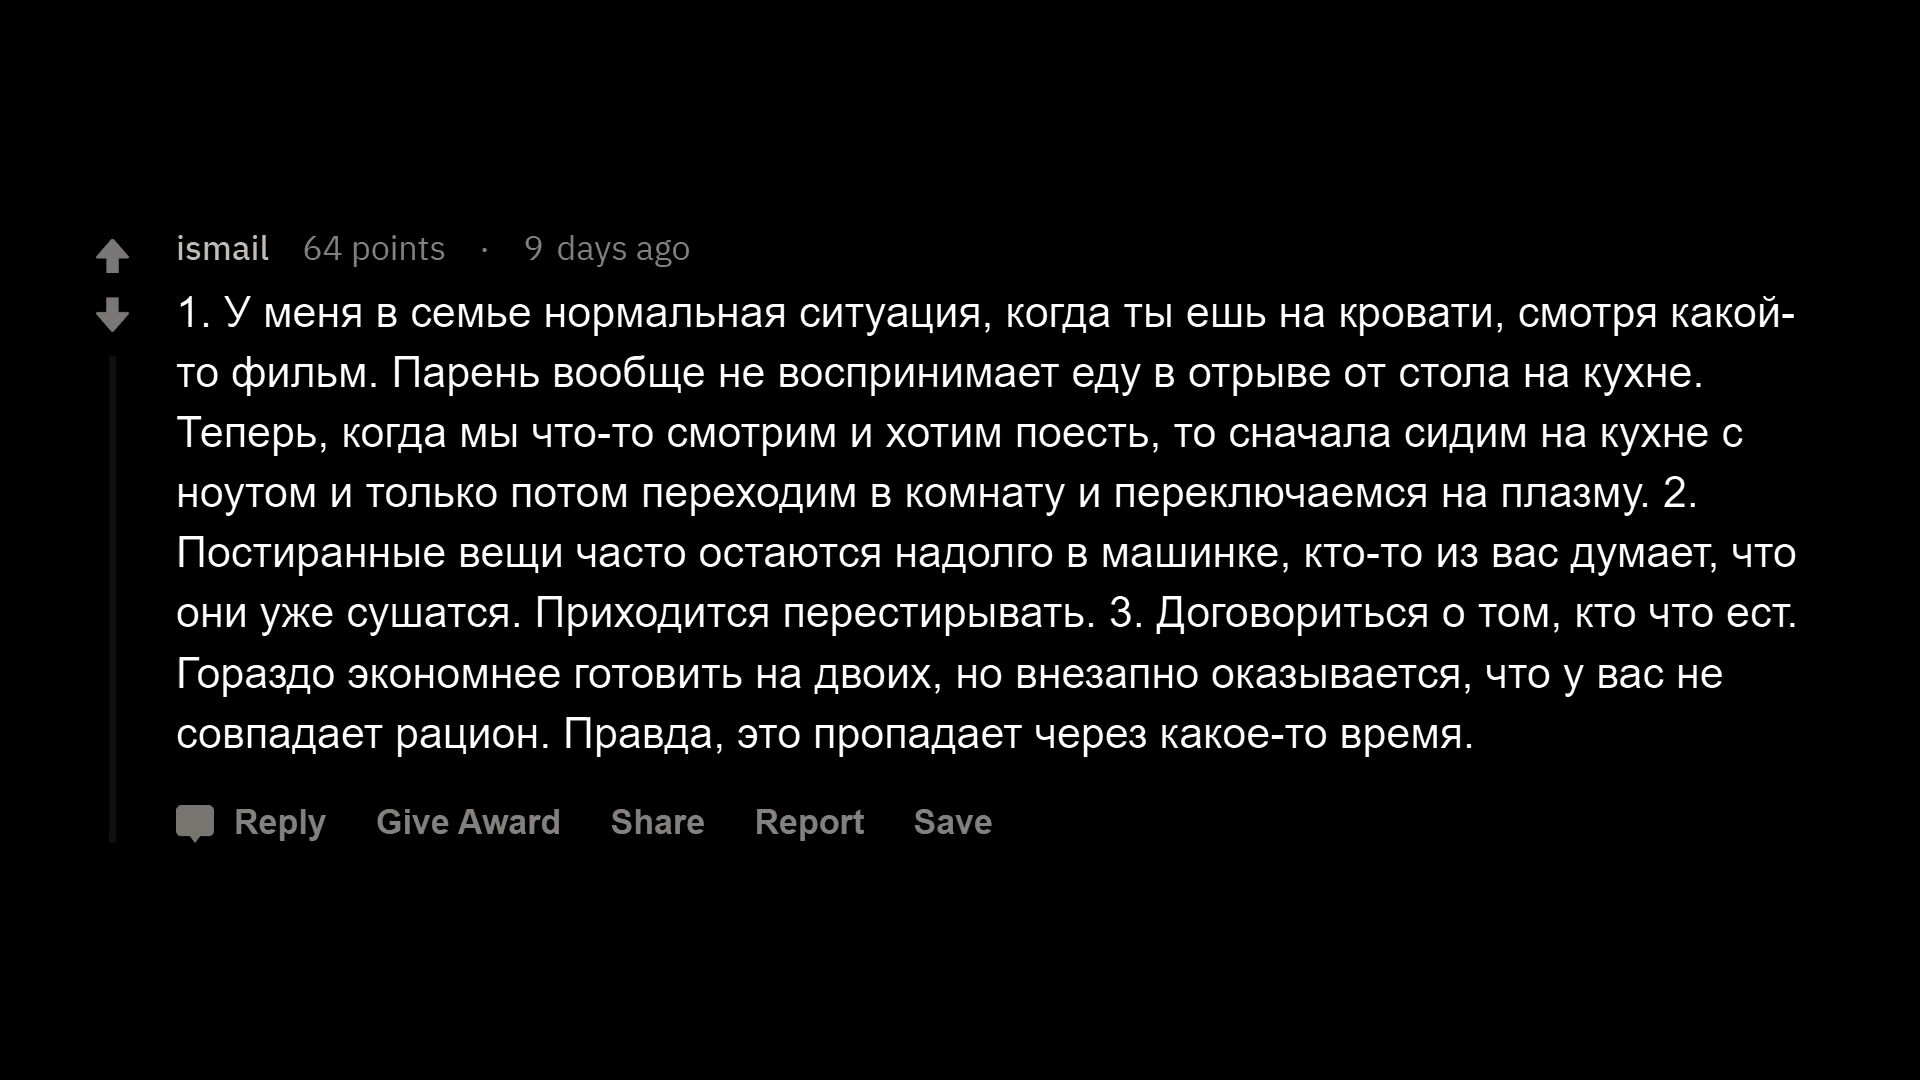 ismail 64 points · 9 days ago
1. У меня в семье нормальная ситуация, когда ты ешь на кровати, смотря какой-
то фильм. Парень вообще не воспринимает еду в отрыве от стола на кухне.
Теперь, когда мы что-то смотрим и хотим поесть, то сначала сидим на кухне с
ноутом и только потом переходим в комнату и переключаемся на плазму. 2.
Постиранные вещи часто остаются надолго в машинке, кто-то из вас думает, что
они уже сушатся. Приходится перестирывать. 3. Договориться о том, кто что ест.
Гораздо экономнее готовить на двоих, но внезапно оказывается, что у вас не
совпадает рацион. Правда, это пропадает через какое-то время.
Reply Give Award Share Report Save